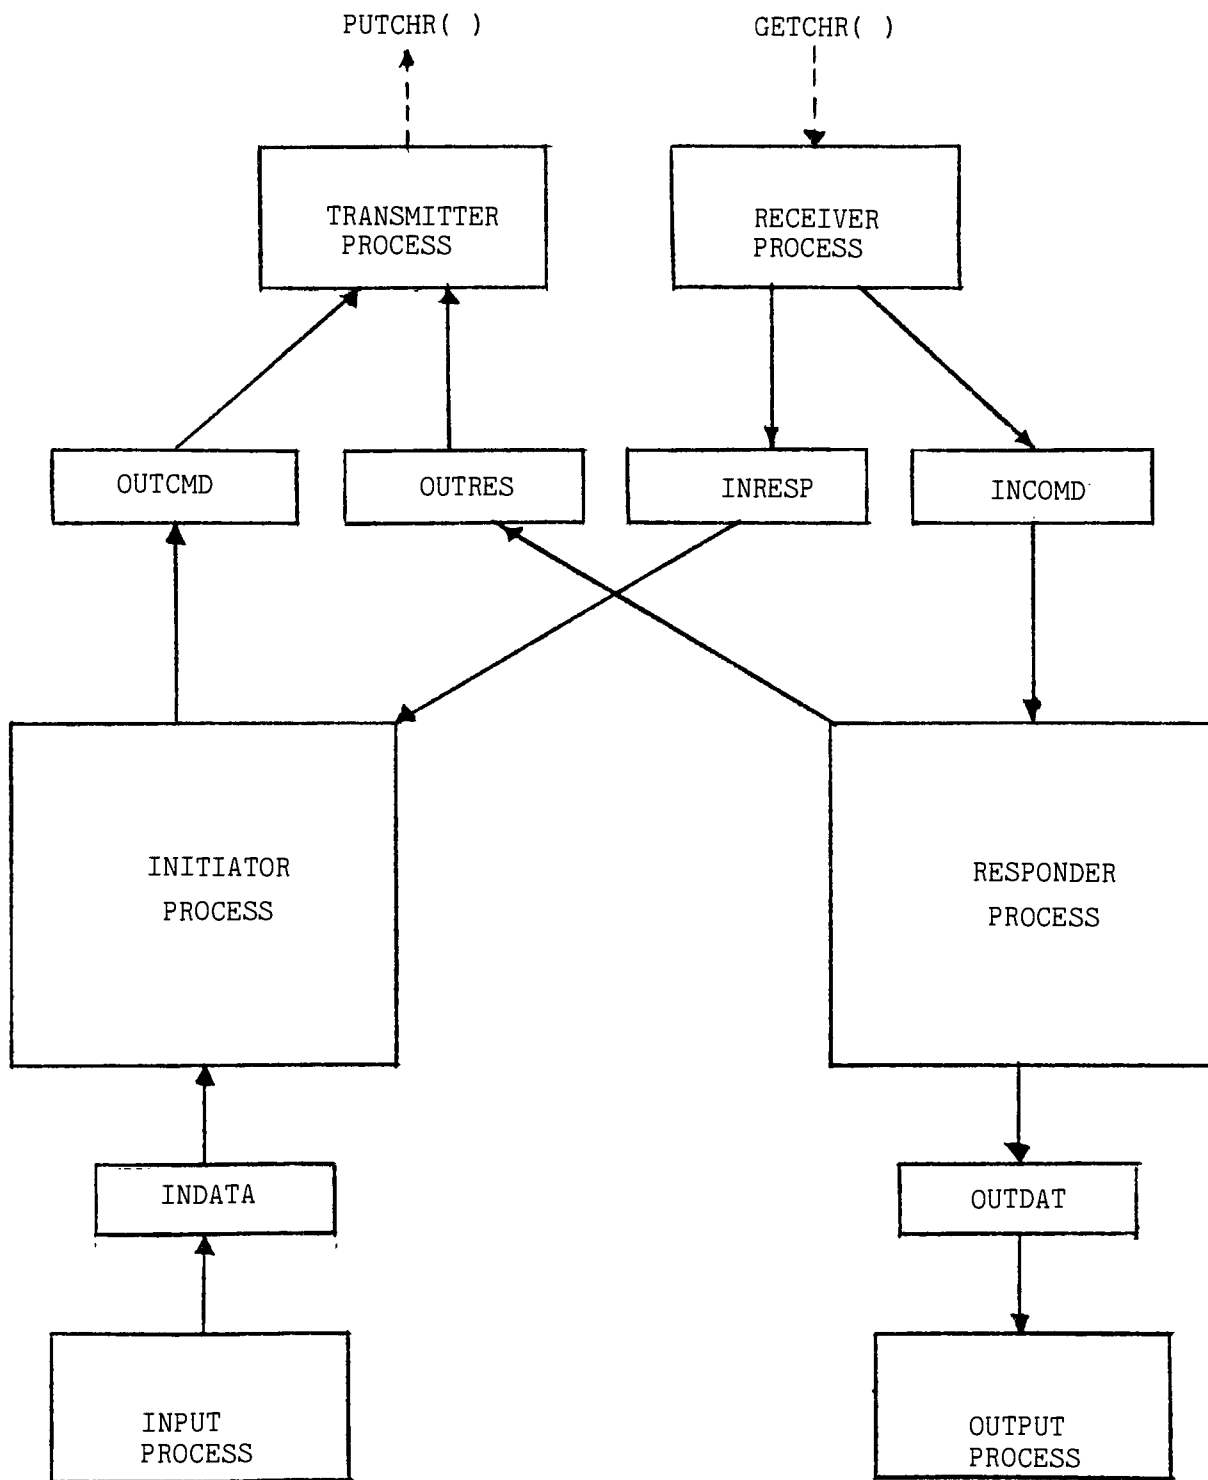 PUTCHR( )
GETCHR( )
TRANSMITTER
PROCESS
RECEIVER
PROCESS
OUTCMD
OUTRES
INRESP
INCOMD
INITIATOR
PROCESS
RESPONDER
PROCESS
INDATA
OUTDAT
INPUT
PROCESS
OUTPUT
PROCESS